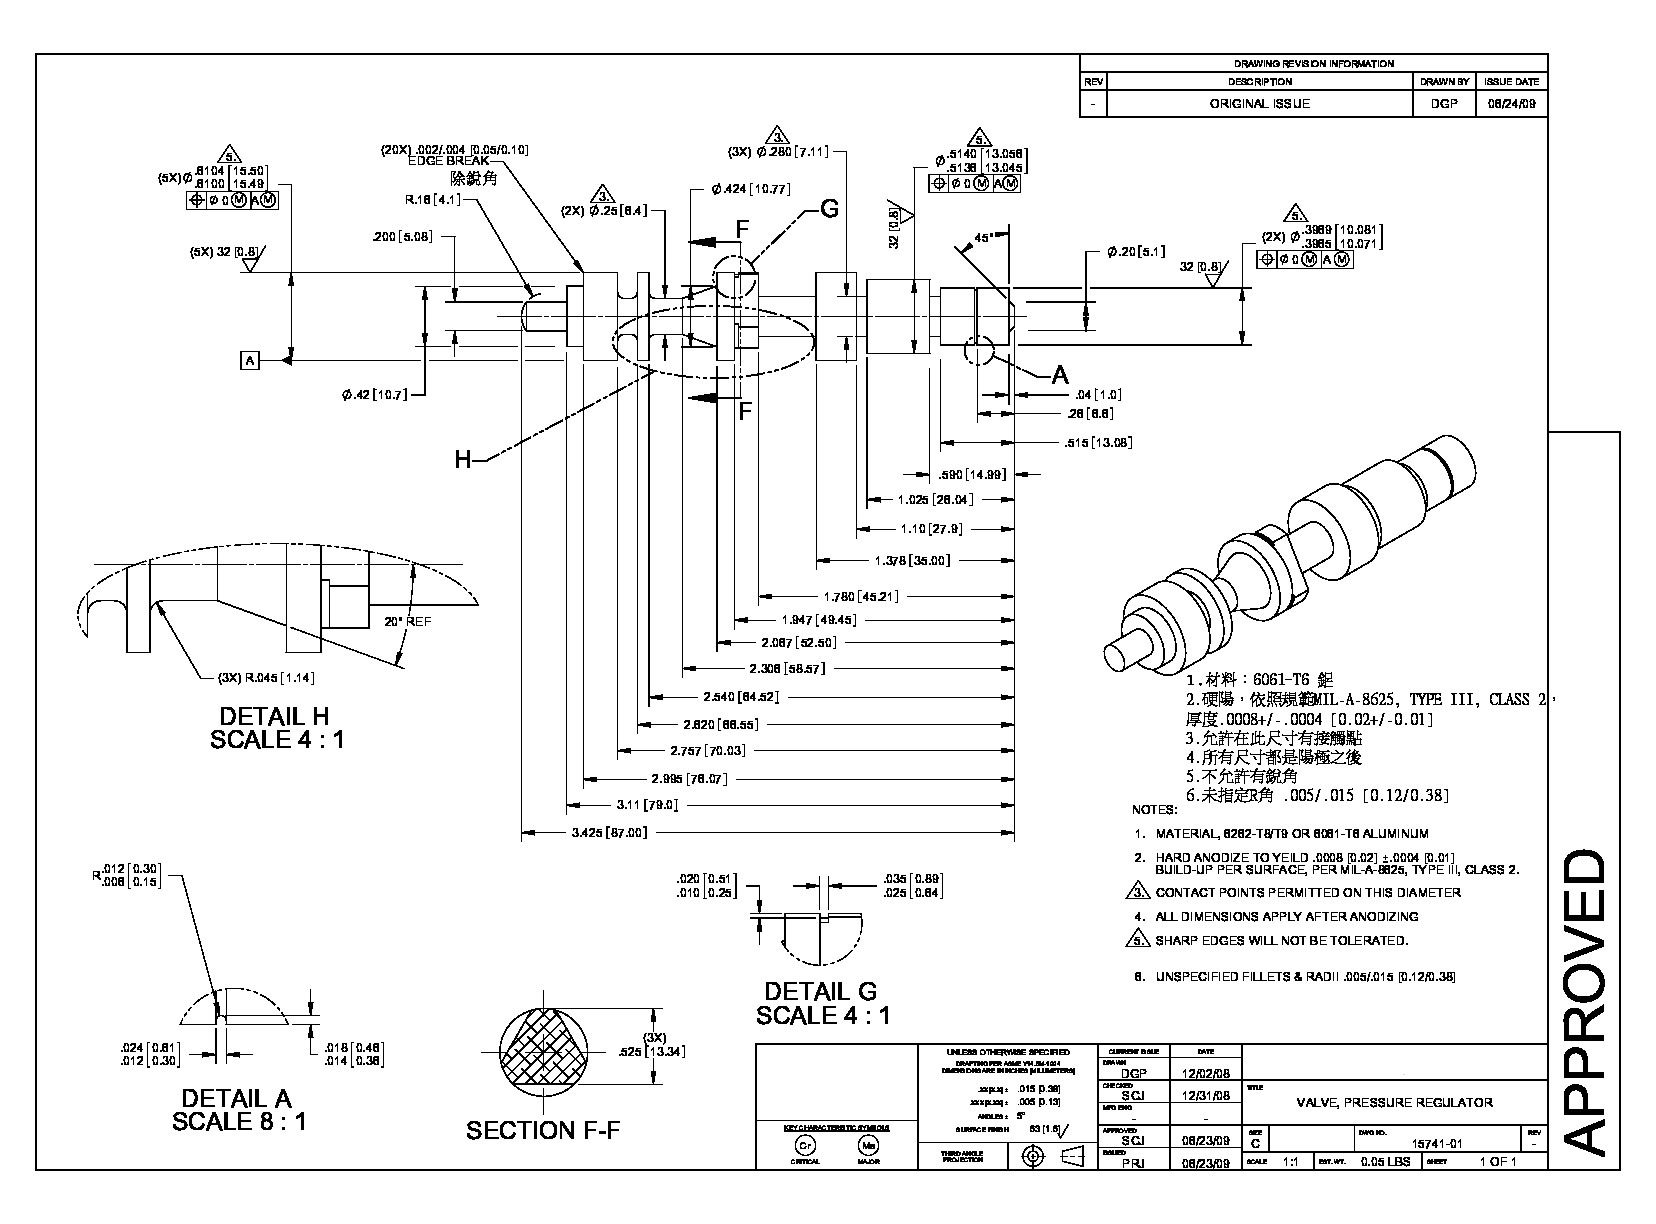 DRAWING REVISION INFORMATION
REV DESCRIPTION DRAWN BY ISSUE DATE
- ORIGINAL ISSUE DGP 06/24/09
5.
(5X) Ø .6104 [15.50]
.6100 [15.49]
⌖ Ø 0 Ⓜ A Ⓜ
(5X) 32 [0.8]
(20X) .002/.004 [0.05/0.10]
EDGE BREAK
除銳角
R.16 [4.1]
.200 [5.08]
3.
(2X) Ø.25 [6.4]
Ø.424 [10.77]
3.
(3X) Ø.280 [7.11]
G
F
5.
Ø .5140 [13.056]
.5136 [13.045]
⌖ Ø 0 Ⓜ A Ⓜ
32 [0.8]
45°
Ø.20 [5.1]
32 [0.8]
5.
(2X) Ø .3969 [10.081]
.3965 [10.071]
⌖ Ø 0 Ⓜ A Ⓜ
A
Ø.42 [10.7]
F
H
A
.04 [1.0]
.26 [6.6]
.515 [13.08]
.590 [14.99]
1.025 [26.04]
1.10 [27.9]
1.378 [35.00]
1.780 [45.21]
1.947 [49.45]
2.067 [52.50]
2.306 [58.57]
2.540 [64.52]
2.620 [66.55]
2.757 [70.03]
2.995 [76.07]
3.11 [79.0]
3.425 [87.00]
20° REF
(3X) R.045 [1.14]
DETAIL H
SCALE 4 : 1
1.材料：6061-T6 鋁
2.硬陽，依照規範MIL-A-8625, TYPE III, CLASS 2，
厚度.0008+/-.0004 [0.02+/-0.01]
3.允許在此尺寸有接觸點
4.所有尺寸都是陽極之後
5.不允許有銳角
6.未指定R角 .005/.015 [0.12/0.38]
NOTES:
1. MATERIAL, 6262-T8/T9 OR 6061-T6 ALUMINUM
2. HARD ANODIZE TO YEILD .0008 [0.02] ±.0004 [0.01]
BUILD-UP PER SURFACE, PER MIL-A-8625, TYPE III, CLASS 2.
3. CONTACT POINTS PERMITTED ON THIS DIAMETER
4. ALL DIMENSIONS APPLY AFTER ANODIZING
5. SHARP EDGES WILL NOT BE TOLERATED.
6. UNSPECIFIED FILLETS & RADII .005/.015 [0.12/0.38]
APPROVED
R .012 [0.30]
.006 [0.15]
.024 [0.61]
.012 [0.30]
.018 [0.46]
.014 [0.36]
DETAIL A
SCALE 8 : 1
(3X)
.525 [13.34]
SECTION F-F
.020 [0.51]
.010 [0.25]
.035 [0.89]
.025 [0.64]
DETAIL G
SCALE 4 : 1
KEY CHARACTERISTIC SYMBOLS
Cr Ma
CRITICAL MAJOR
UNLESS OTHERWISE SPECIFIED
DRAFTING PER ASME Y14.5M-1994
DIMENSIONS ARE IN INCHES [MILLIMETERS]
.xx ± .015 [0.38]
.xxx ± .005 [0.13]
ANGLES ± 5°
SURFACE FINISH 63 [1.6]
THIRD ANGLE
PROJECTION
CURRENT ISSUE DATE
DRAWN DGP 12/02/08
CHECKED SCJ 12/31/08
MFG ENG - -
APPROVED SCJ 06/23/09
ISSUED PRJ 06/23/09
TITLE
VALVE, PRESSURE REGULATOR
SIZE C DWG NO. 15741-01 REV -
SCALE 1:1 EST. WT. 0.05 LBS SHEET 1 OF 1